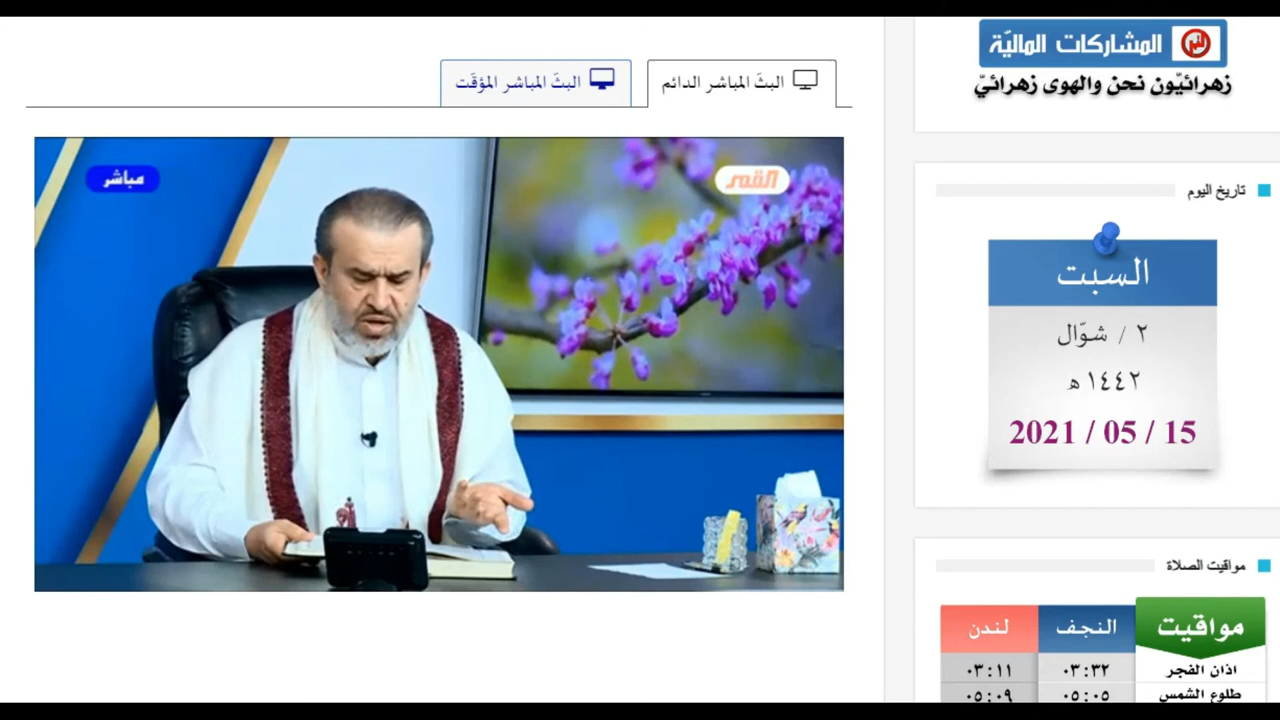 المشاركات الماليّة
زهرائيّون نحن والهوى زهرائيّ
البثّ المباشر الدائم
البثّ المباشر المؤقّت
مباشر
القمر
تاريخ اليوم
السبت
٢ / شوّال
١٤٤٢ هـ
2021 / 05 / 15
مواقيت الصلاة
مواقيت النجف لندن
اذان الفجر ٠٣:٣٢ ٠٣:١١
طلوع الشمس ٠٥:٠٥ ٠٥:٠٩